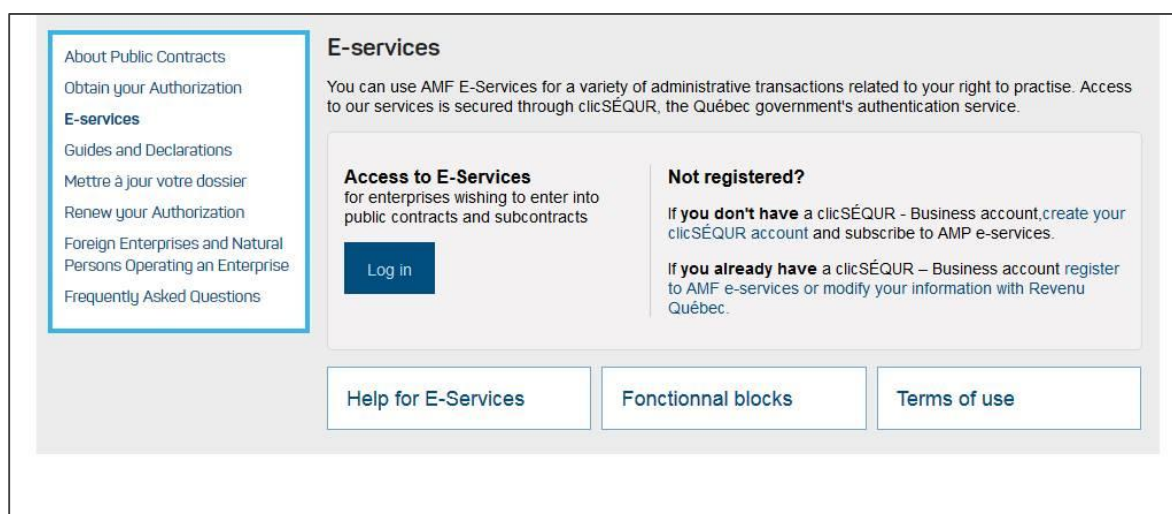 About Public Contracts
Obtain your Authorization
E-services
Guides and Declarations
Mettre à jour votre dossier
Renew your Authorization
Foreign Enterprises and Natural
Persons Operating an Enterprise
Frequently Asked Questions
E-services
You can use AMF E-Services for a variety of administrative transactions related to your right to practise. Access
to our services is secured through clicSÉQUR, the Québec government's authentication service.
Access to E-Services
for enterprises wishing to enter into
public contracts and subcontracts
Log in
Not registered?
If you don't have a clicSÉQUR - Business account,create your
clicSÉQUR account and subscribe to AMP e-services.
If you already have a clicSÉQUR – Business account register
to AMF e-services or modify your information with Revenu
Québec.
Help for E-Services
Fonctionnal blocks
Terms of use